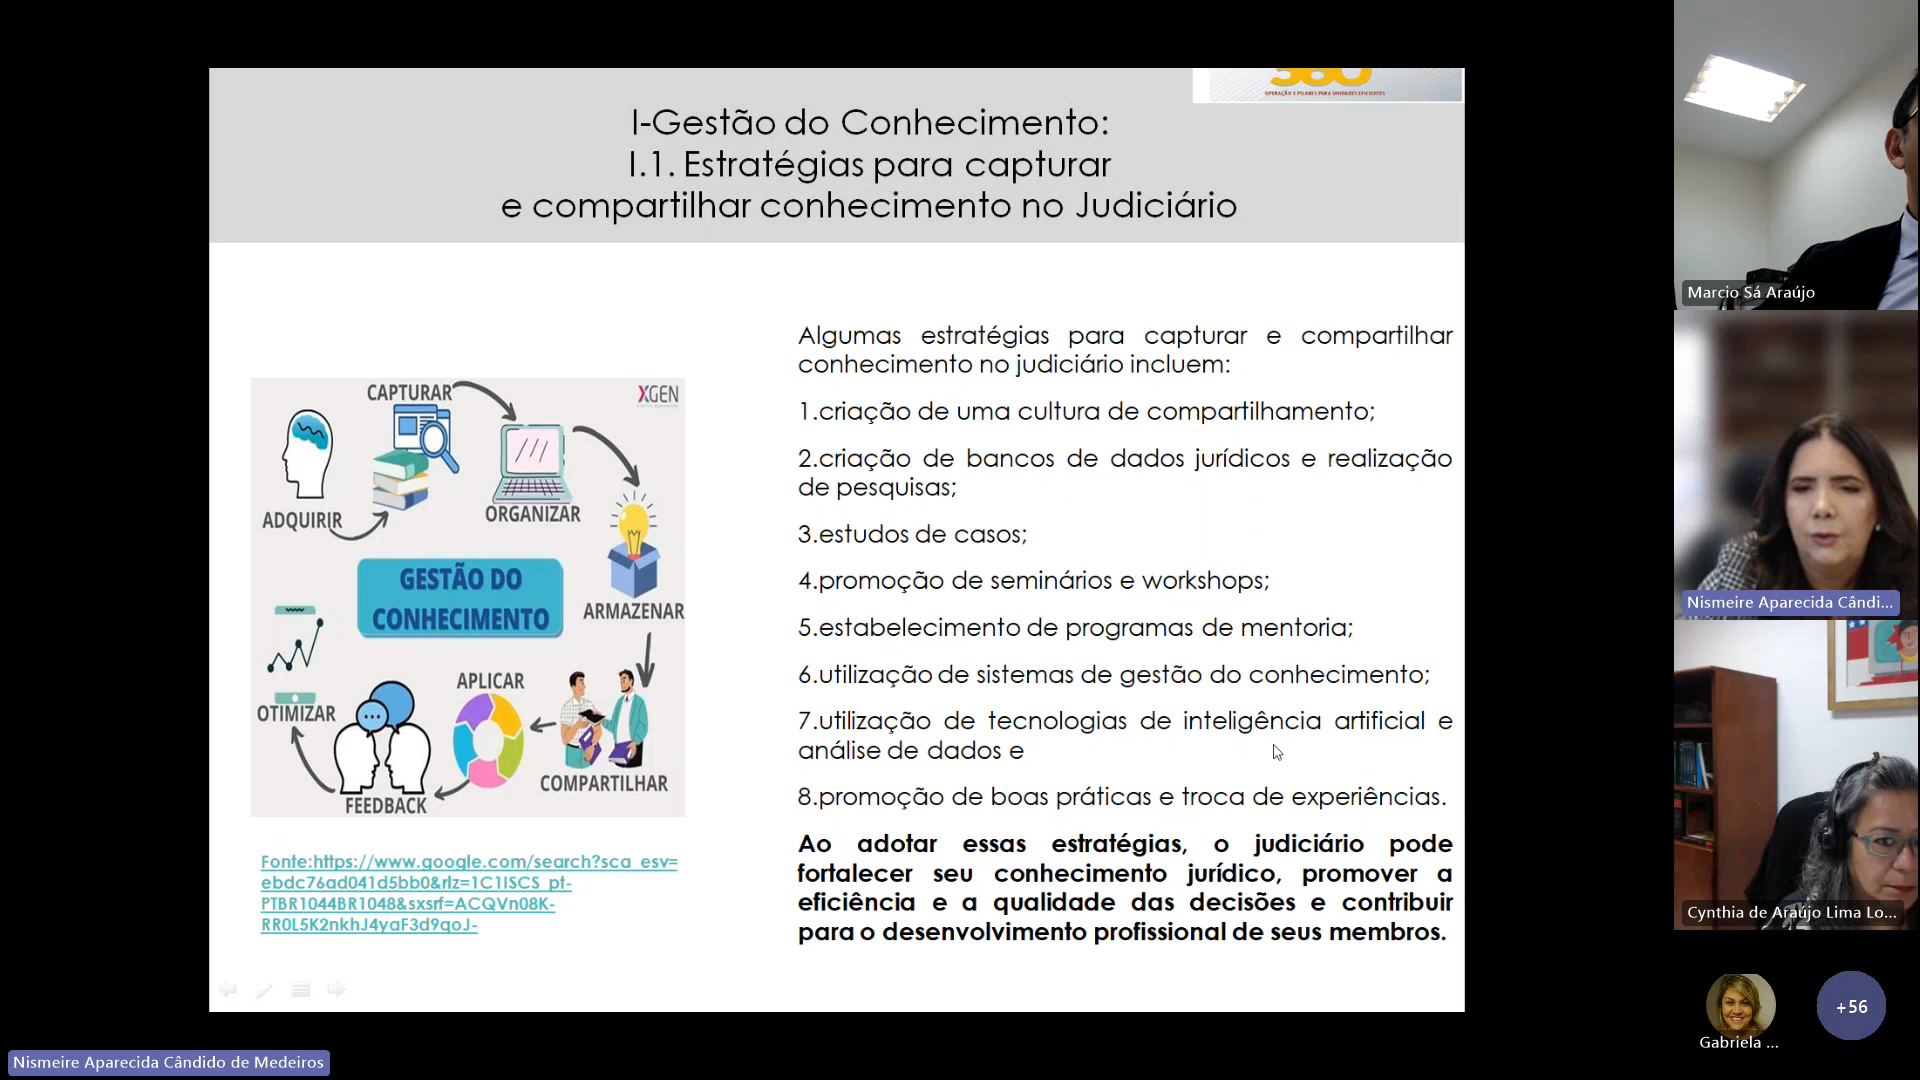 OPERAÇÃO E PILARES PARA UNIDADES EFICIENTES
I-Gestão do Conhecimento:
I.1. Estratégias para capturar
e compartilhar conhecimento no Judiciário
Algumas estratégias para capturar e compartilhar
conhecimento no judiciário incluem:
1.criação de uma cultura de compartilhamento;
2.criação de bancos de dados jurídicos e realização
de pesquisas;
3.estudos de casos;
4.promoção de seminários e workshops;
5.estabelecimento de programas de mentoria;
6.utilização de sistemas de gestão do conhecimento;
7.utilização de tecnologias de inteligência artificial e
análise de dados e
8.promoção de boas práticas e troca de experiências.
Ao adotar essas estratégias, o judiciário pode
fortalecer seu conhecimento jurídico, promover a
eficiência e a qualidade das decisões e contribuir
para o desenvolvimento profissional de seus membros.
XGEN
CAPTURAR
ADQUIRIR
ORGANIZAR
GESTÃO DO
CONHECIMENTO
ARMAZENAR
APLICAR
OTIMIZAR
COMPARTILHAR
FEEDBACK
Fonte:https://www.google.com/search?sca_esv=
ebdc76ad041d5bb0&rlz=1C1ISCS_pt-
PTBR1044BR1048&sxsrf=ACQVn08K-
RR0L5K2nkhJ4yaF3d9qoJ-
Marcio Sá Araújo
Nismeire Aparecida Cândi...
Cynthia de Araújo Lima Lo...
Gabriela ...
+56
Nismeire Aparecida Cândido de Medeiros